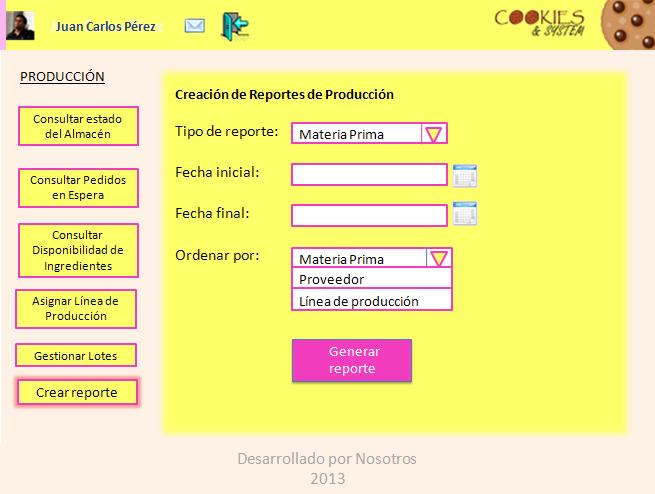 Juan Carlos Pérez
COOKIES
& SYSTEM
PRODUCCIÓN
Consultar estado
del Almacén
Consultar Pedidos
en Espera
Consultar
Disponibilidad de
Ingredientes
Asignar Línea de
Producción
Gestionar Lotes
Crear reporte
Creación de Reportes de Producción
Tipo de reporte:
Materia Prima
Fecha inicial:
Fecha final:
Ordenar por:
Materia Prima
Proveedor
Línea de producción
Generar
reporte
Desarrollado por Nosotros
2013